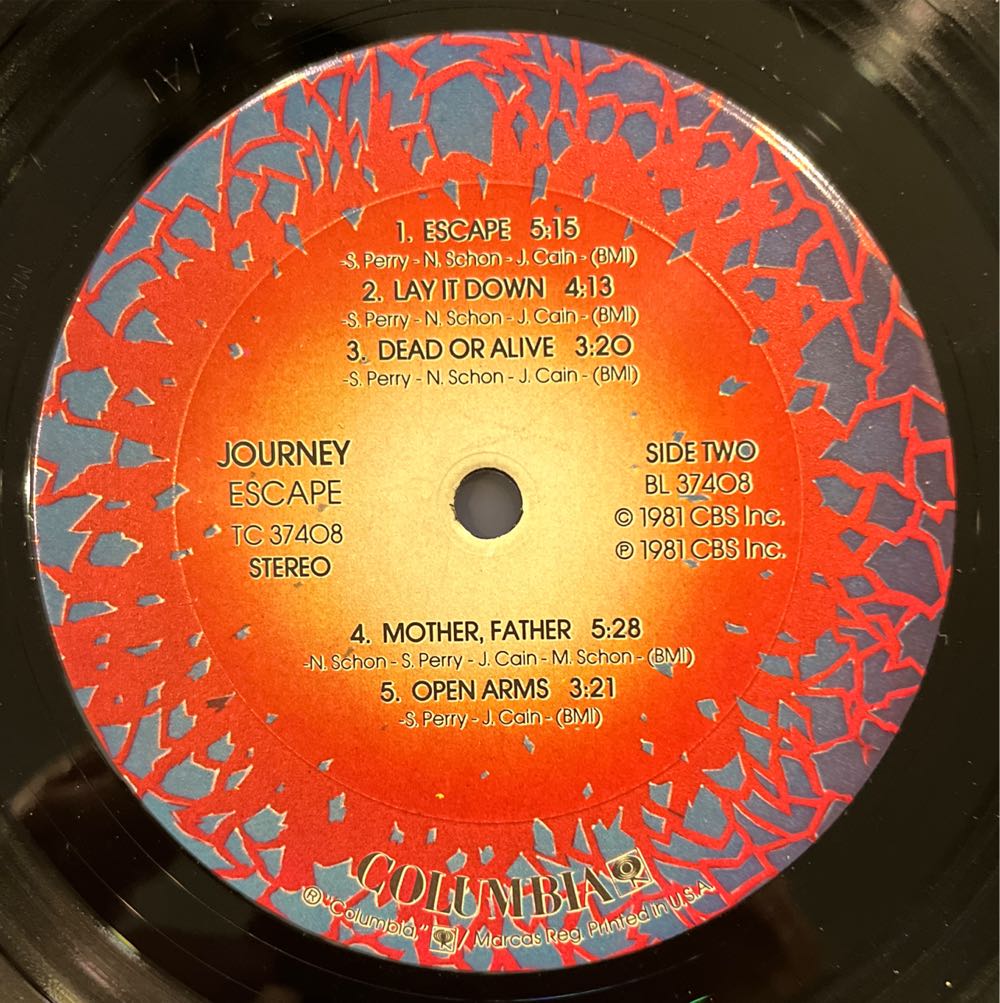 1. ESCAPE 5:15
-S. Perry - N. Schon - J. Cain - (BMI)
2. LAY IT DOWN 4:13
-S. Perry - N. Schon - J. Cain - (BMI)
3. DEAD OR ALIVE 3:20
-S. Perry - N. Schon - J. Cain - (BMI)
JOURNEY
ESCAPE
TC 37408
STEREO
SIDE TWO
BL 37408
© 1981 CBS Inc.
℗ 1981 CBS Inc.
4. MOTHER, FATHER 5:28
-N. Schon - S. Perry - J. Cain - M. Schon - (BMI)
5. OPEN ARMS 3:21
-S. Perry - J. Cain - (BMI)
COLUMBIA
® "Columbia," / Marcas Reg. Printed in U.S.A.